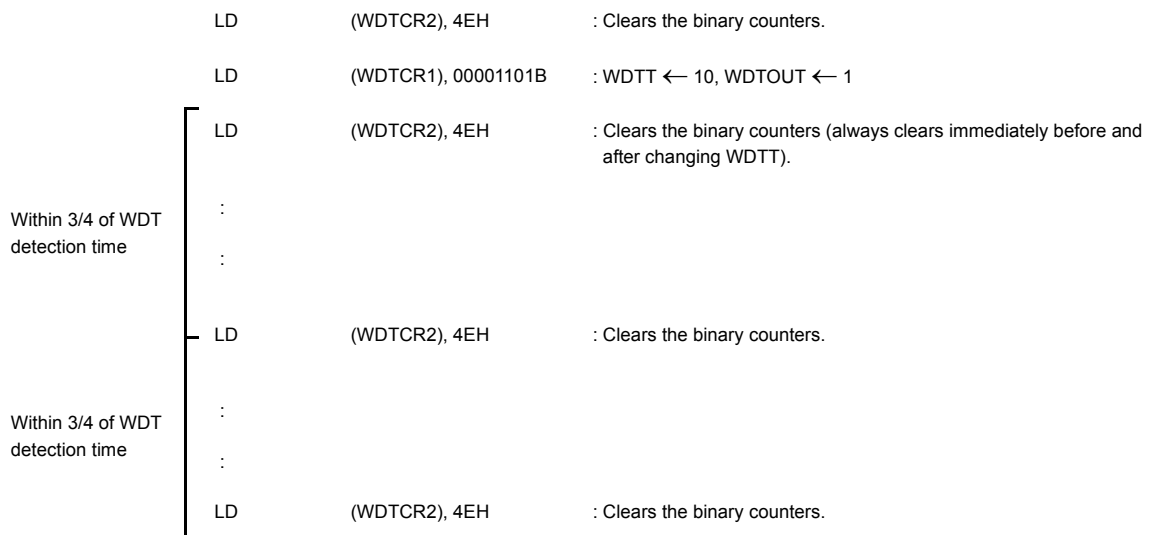 LD (WDTCR2), 4EH : Clears the binary counters.
LD (WDTCR1), 00001101B : WDTT ← 10, WDTOUT ← 1
LD (WDTCR2), 4EH : Clears the binary counters (always clears immediately before and
after changing WDTT).
Within 3/4 of WDT
detection time
:
:
LD (WDTCR2), 4EH : Clears the binary counters.
Within 3/4 of WDT
detection time
:
:
LD (WDTCR2), 4EH : Clears the binary counters.